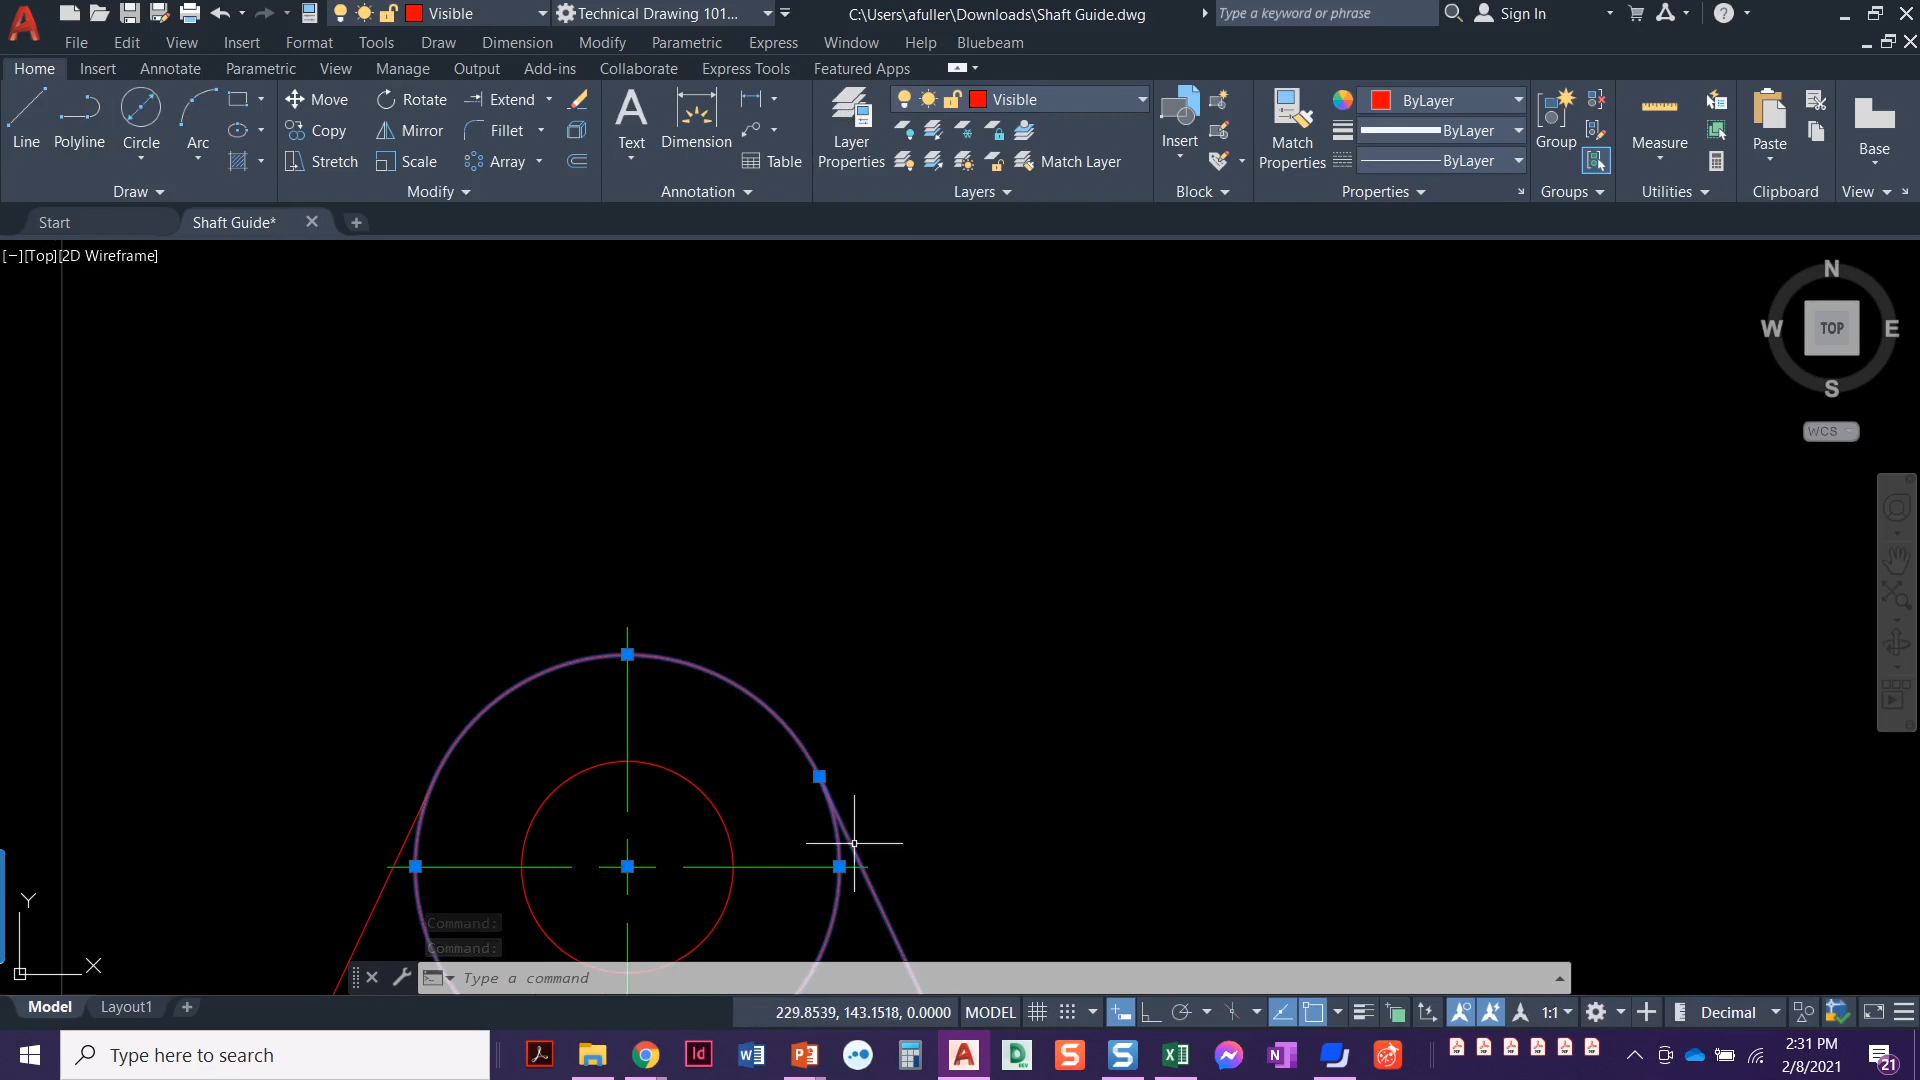 Visible
Technical Drawing 101...
C:\Users\afuller\Downloads\Shaft Guide.dwg
Type a keyword or phrase
Sign In
File Edit View Insert Format Tools Draw Dimension Modify Parametric Express Window Help Bluebeam
Home Insert Annotate Parametric View Manage Output Add-ins Collaborate Express Tools Featured Apps
Line Polyline Circle Arc
Draw
Move Rotate Extend
Copy Mirror Fillet
Stretch Scale Array
Modify
Text Dimension Table
Annotation
Layer
Properties
Visible
Match Layer
Layers
Insert
Block
Match
Properties
ByLayer
ByLayer
ByLayer
Properties
Group
Groups
Measure
Utilities
Paste
Clipboard
Base
View
Start Shaft Guide*
[−][Top][2D Wireframe]
N
W TOP E
S
WCS
Y
X
Command:
Command:
Type a command
Model Layout1
229.8539, 143.1518, 0.0000 MODEL 1:1 Decimal
Type here to search
2:31 PM
2/8/2021
21